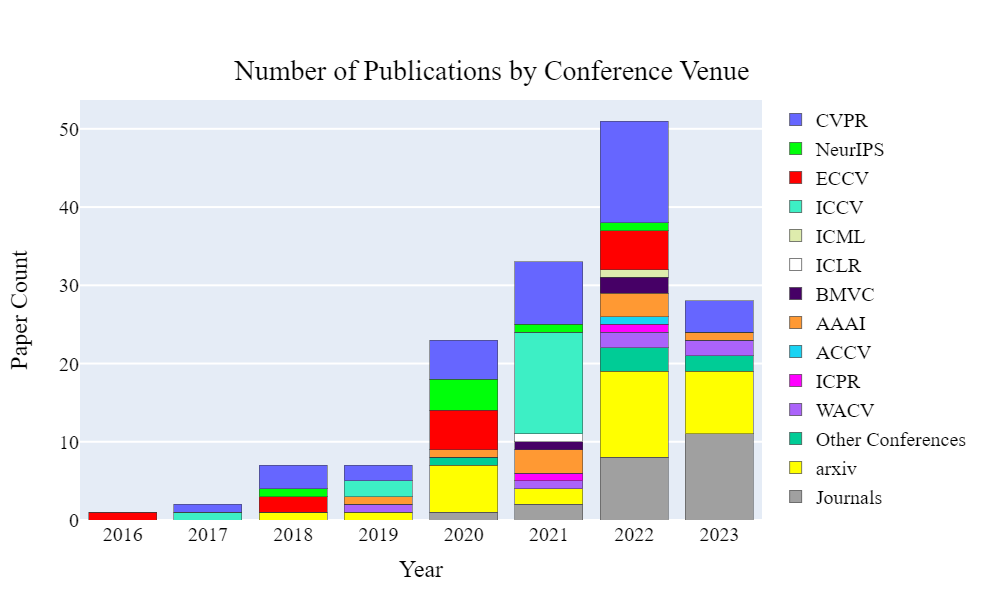 Number of Publications by Conference Venue
Paper Count
50
40
30
20
10
0
2016 2017 2018 2019 2020 2021 2022 2023
Year
CVPR
NeurIPS
ECCV
ICCV
ICML
ICLR
BMVC
AAAI
ACCV
ICPR
WACV
Other Conferences
arxiv
Journals